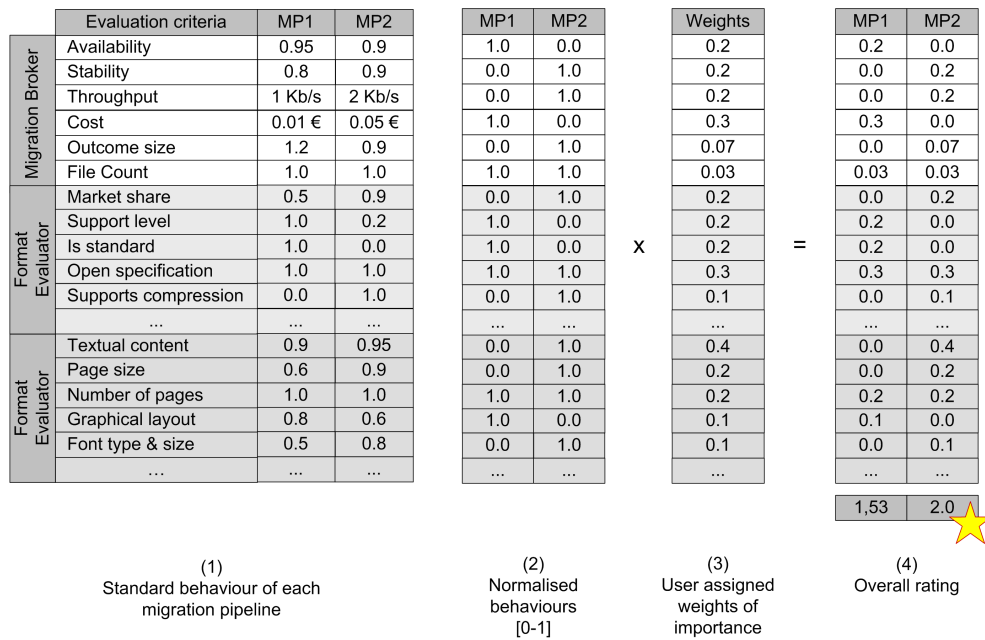 Evaluation criteria MP1 MP2 MP1 MP2 Weights MP1 MP2
Migration Broker
Availability 0.95 0.9 1.0 0.0 0.2 0.2 0.0
Stability 0.8 0.9 0.0 1.0 0.2 0.0 0.2
Throughput 1 Kb/s 2 Kb/s 0.0 1.0 0.2 0.0 0.2
Cost 0.01 € 0.05 € 1.0 0.0 0.3 0.3 0.0
Outcome size 1.2 0.9 0.0 1.0 0.07 0.0 0.07
File Count 1.0 1.0 1.0 1.0 0.03 0.03 0.03
Format
Evaluator
Market share 0.5 0.9 0.0 1.0 0.2 0.0 0.2
Support level 1.0 0.2 1.0 0.0 0.2 0.2 0.0
Is standard 1.0 0.0 1.0 0.0 x 0.2 = 0.2 0.0
Open specification 1.0 1.0 1.0 1.0 0.3 0.3 0.3
Supports compression 0.0 1.0 0.0 1.0 0.1 0.0 0.1
... ... ... ... ... ... ... ...
Format
Evaluator
Textual content 0.9 0.95 0.0 1.0 0.4 0.0 0.4
Page size 0.6 0.9 0.0 1.0 0.2 0.0 0.2
Number of pages 1.0 1.0 1.0 1.0 0.2 0.2 0.2
Graphical layout 0.8 0.6 1.0 0.0 0.1 0.1 0.0
Font type & size 0.5 0.8 0.0 1.0 0.1 0.0 0.1
... ... ... ... ... ... ... ...
1,53 2.0
(1)
Standard behaviour of each
migration pipeline
(2)
Normalised
behaviours
[0-1]
(3)
User assigned
weights of
importance
(4)
Overall rating